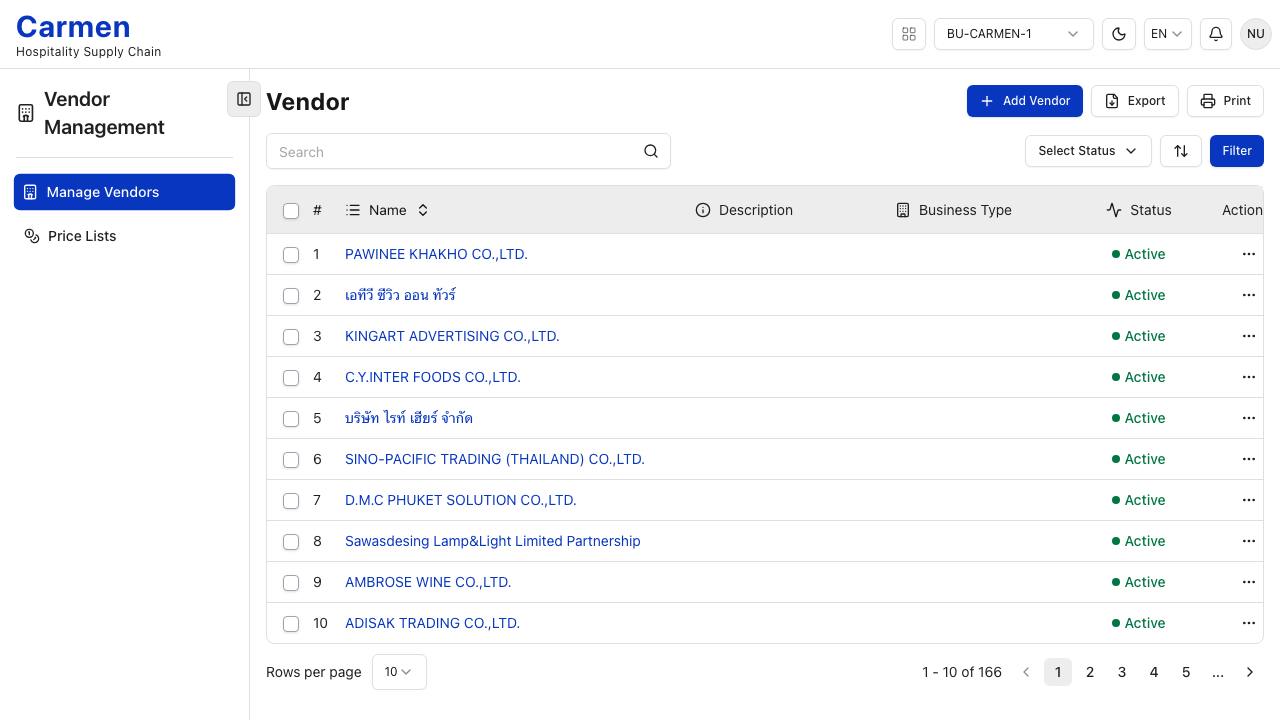 Carmen
Hospitality Supply Chain
BU-CARMEN-1
EN
NU
Vendor Management
Manage Vendors
Price Lists
Vendor
Add Vendor
Export
Print
Search
Select Status
Filter
# Name Description Business Type Status Action
1 PAWINEE KHAKHO CO.,LTD. Active
2 เอทีวี ซีวิว ออน ทัวร์ Active
3 KINGART ADVERTISING CO.,LTD. Active
4 C.Y.INTER FOODS CO.,LTD. Active
5 บริษัท ไรท์ เฮียร์ จำกัด Active
6 SINO-PACIFIC TRADING (THAILAND) CO.,LTD. Active
7 D.M.C PHUKET SOLUTION CO.,LTD. Active
8 Sawasdesing Lamp&Light Limited Partnership Active
9 AMBROSE WINE CO.,LTD. Active
10 ADISAK TRADING CO.,LTD. Active
Rows per page 10
1 - 10 of 166 1 2 3 4 5 ...